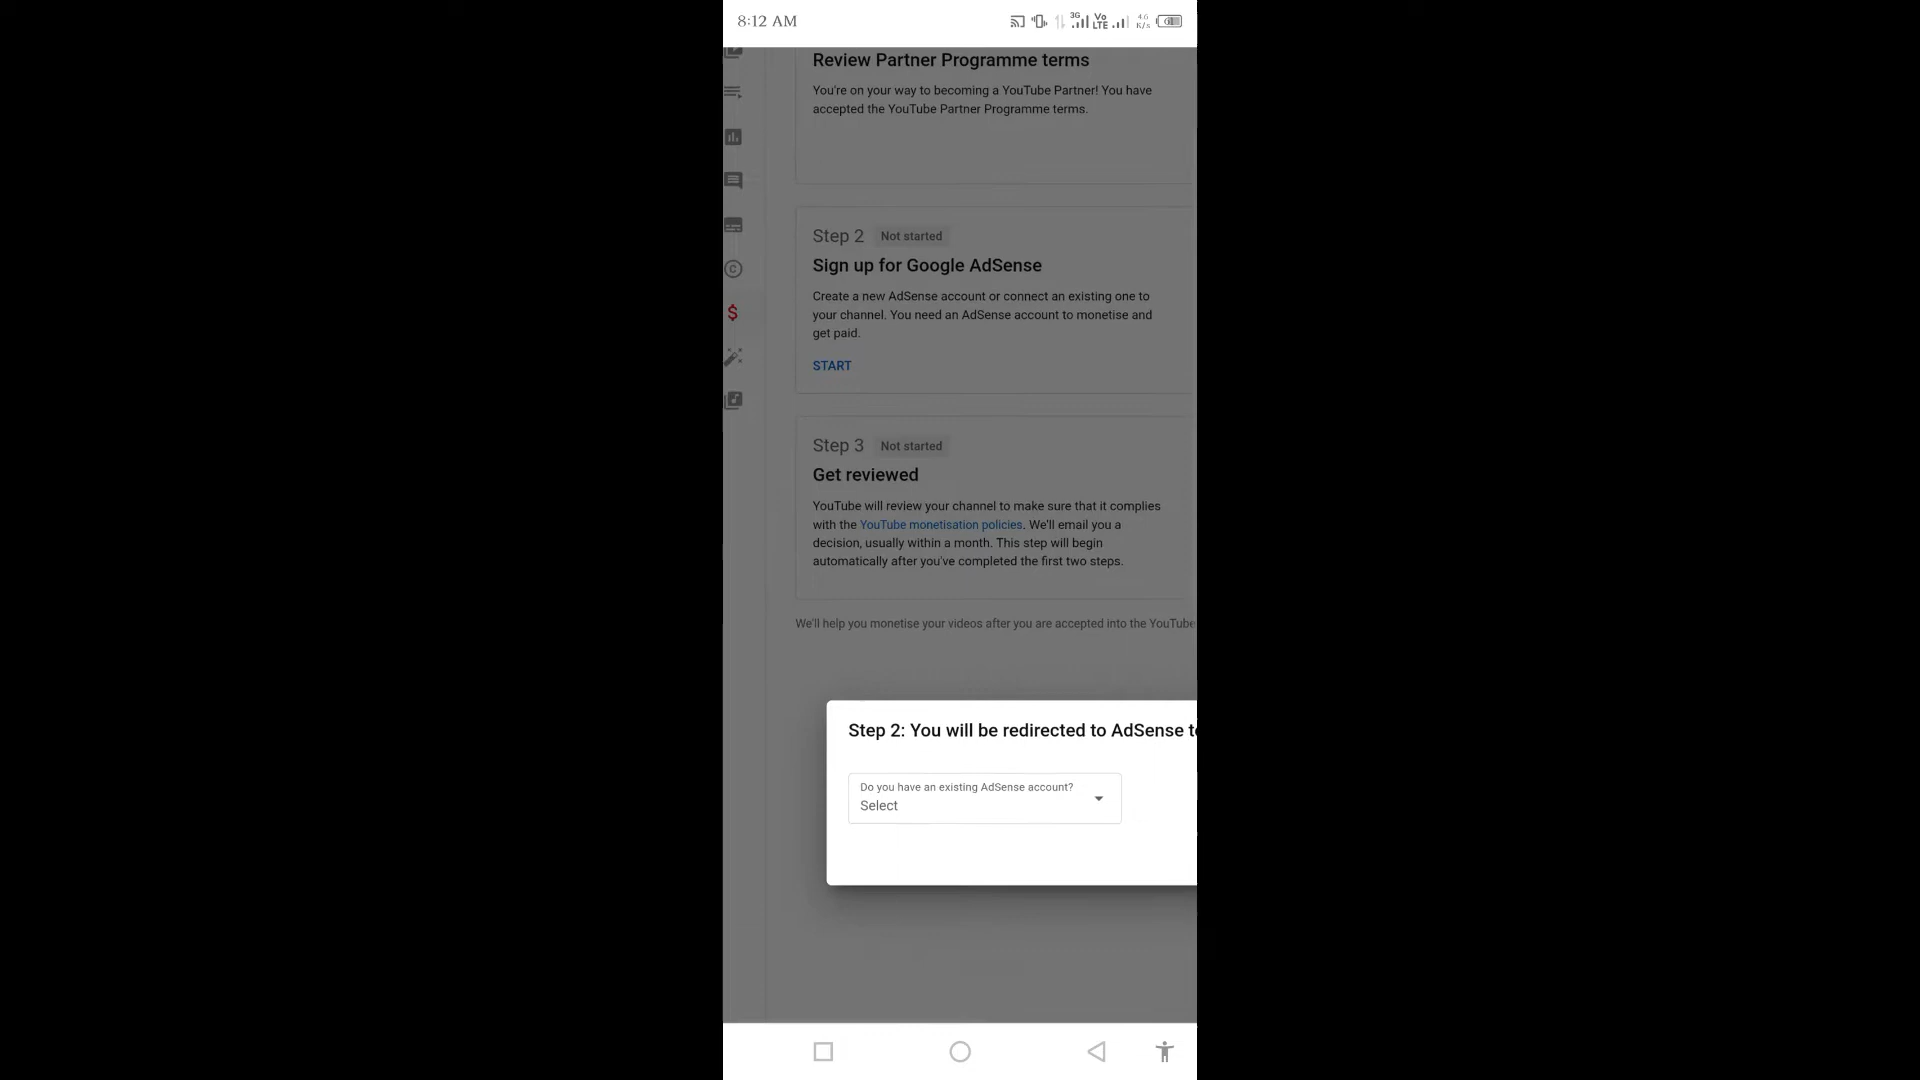 8:12 AM
3G
Vo
LTE
4.6
K/s
Review Partner Programme terms
You're on your way to becoming a YouTube Partner! You have
accepted the YouTube Partner Programme terms.
Step 2 Not started
Sign up for Google AdSense
Create a new AdSense account or connect an existing one to
your channel. You need an AdSense account to monetise and
get paid.
START
Step 3 Not started
Get reviewed
YouTube will review your channel to make sure that it complies
with the YouTube monetisation policies. We'll email you a
decision, usually within a month. This step will begin
automatically after you've completed the first two steps.
We'll help you monetise your videos after you are accepted into the YouTube
Step 2: You will be redirected to AdSense to
Do you have an existing AdSense account?
Select